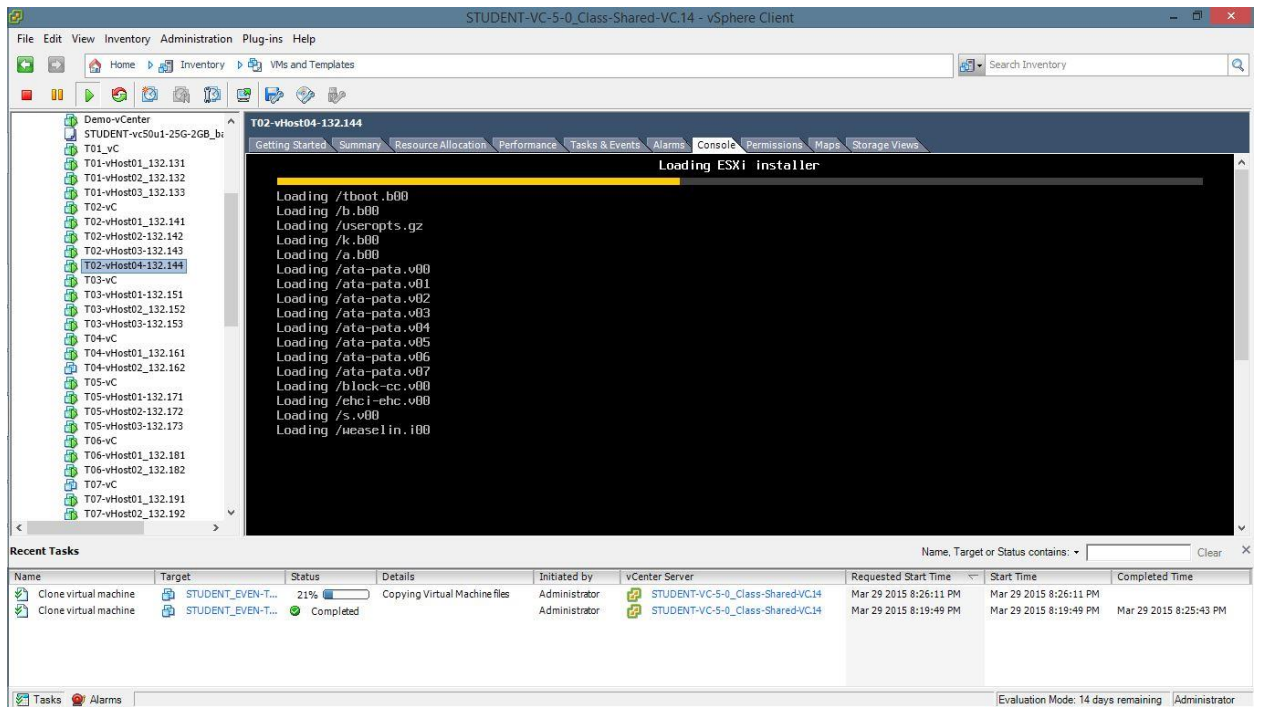 STUDENT-VC-5-0_Class-Shared-VC.14 - vSphere Client
File Edit View Inventory Administration Plug-ins Help
Home Inventory VMs and Templates Search Inventory
Demo-vCenter
STUDENT-vc50u1-25G-2GB_ba
T01_vC
T01-vHost01_132.131
T01-vHost02_132.132
T01-vHost03_132.133
T02-vC
T02-vHost01_132.141
T02-vHost02-132.142
T02-vHost03-132.143
T02-vHost04-132.144
T03-vC
T03-vHost01-132.151
T03-vHost02_132.152
T03-vHost03-132.153
T04-vC
T04-vHost01_132.161
T04-vHost02_132.162
T05-vC
T05-vHost01-132.171
T05-vHost02-132.172
T05-vHost03-132.173
T06-vC
T06-vHost01_132.181
T06-vHost02_132.182
T07-vC
T07-vHost01_132.191
T07-vHost02_132.192
T02-vHost04-132.144
Getting Started Summary Resource Allocation Performance Tasks & Events Alarms Console Permissions Maps Storage Views
Loading ESXi installer
Loading /tboot.b00
Loading /b.b00
Loading /useropts.gz
Loading /k.b00
Loading /a.b00
Loading /ata-pata.v00
Loading /ata-pata.v01
Loading /ata-pata.v02
Loading /ata-pata.v03
Loading /ata-pata.v04
Loading /ata-pata.v05
Loading /ata-pata.v06
Loading /ata-pata.v07
Loading /block-cc.v00
Loading /ehci-ehc.v00
Loading /s.v00
Loading /weaselin.i00
Recent Tasks Name, Target or Status contains: Clear
Name Target Status Details Initiated by vCenter Server Requested Start Time Start Time Completed Time
Clone virtual machine STUDENT_EVEN-T... 21% Copying Virtual Machine files Administrator STUDENT-VC-5-0_Class-Shared-VC.14 Mar 29 2015 8:26:11 PM Mar 29 2015 8:26:11 PM
Clone virtual machine STUDENT_EVEN-T... Completed Administrator STUDENT-VC-5-0_Class-Shared-VC.14 Mar 29 2015 8:19:49 PM Mar 29 2015 8:19:49 PM Mar 29 2015 8:25:43 PM
Tasks Alarms Evaluation Mode: 14 days remaining Administrator